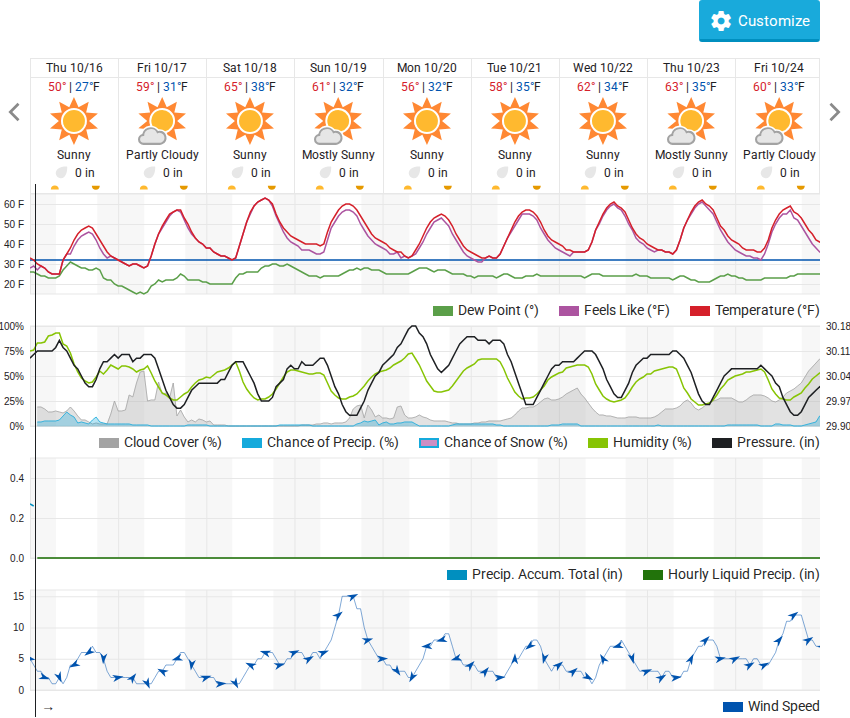 Customize
Thu 10/16 Fri 10/17 Sat 10/18 Sun 10/19 Mon 10/20 Tue 10/21 Wed 10/22 Thu 10/23 Fri 10/24
50° | 27°F 59° | 31°F 65° | 38°F 61° | 32°F 56° | 32°F 58° | 35°F 62° | 34°F 63° | 35°F 60° | 33°F
Sunny Partly Cloudy Sunny Mostly Sunny Sunny Sunny Sunny Mostly Sunny Partly Cloudy
0 in 0 in 0 in 0 in 0 in 0 in 0 in 0 in 0 in
60 F
50 F
40 F
30 F
20 F
Dew Point (°) Feels Like (°F) Temperature (°F)
100% 30.18
75% 30.11
50% 30.04
25% 29.97
0% 29.90
Cloud Cover (%) Chance of Precip. (%) Chance of Snow (%) Humidity (%) Pressure. (in)
0.4
0.2
0.0
Precip. Accum. Total (in) Hourly Liquid Precip. (in)
15
10
5
0
→ Wind Speed